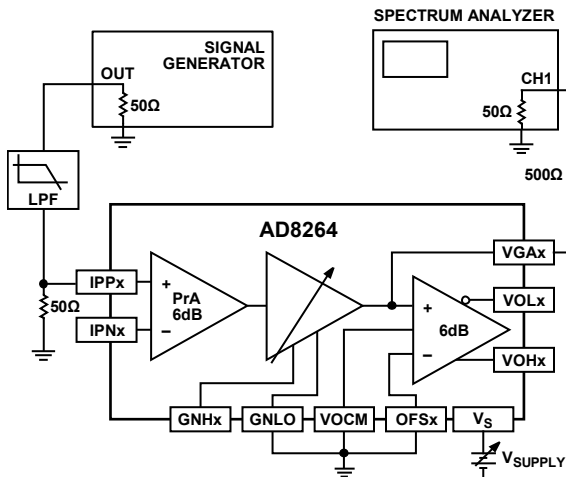 SPECTRUM ANALYZER
SIGNAL
GENERATOR
OUT
50Ω
CH1
50Ω
500Ω
LPF
AD8264
VGAx
IPPx
+
PrA
6dB
–
+
6dB
–
VOLx
50Ω
IPNx
VOHx
GNHx
GNLO
VOCM
OFSx
VS
VSUPPLY